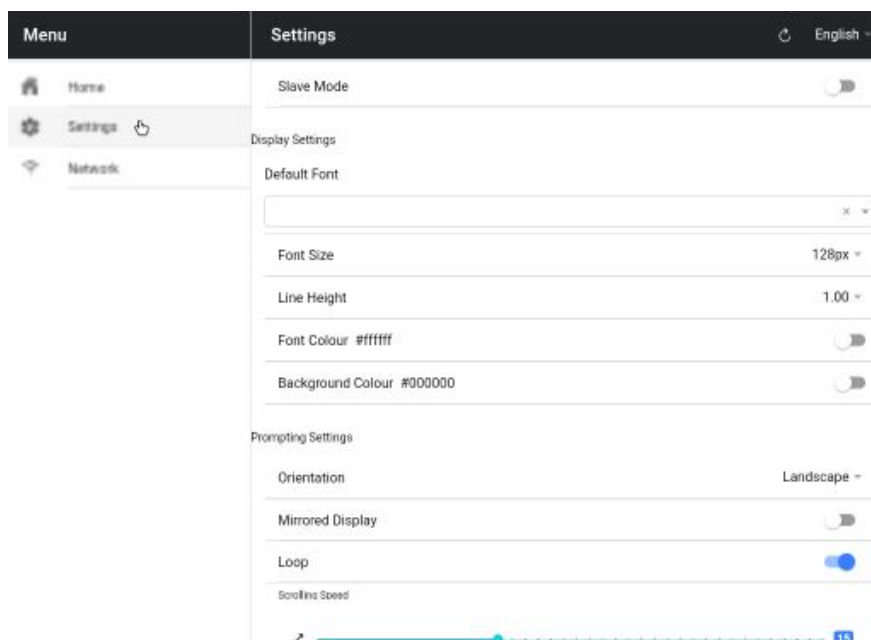 Menu
Settings
English
Home
Settings
Network
Slave Mode
Display Settings
Default Font
×
Font Size
128px
Line Height
1.00
Font Colour #ffffff
Background Colour #000000
Prompting Settings
Orientation
Landscape
Mirrored Display
Loop
Scrolling Speed
15